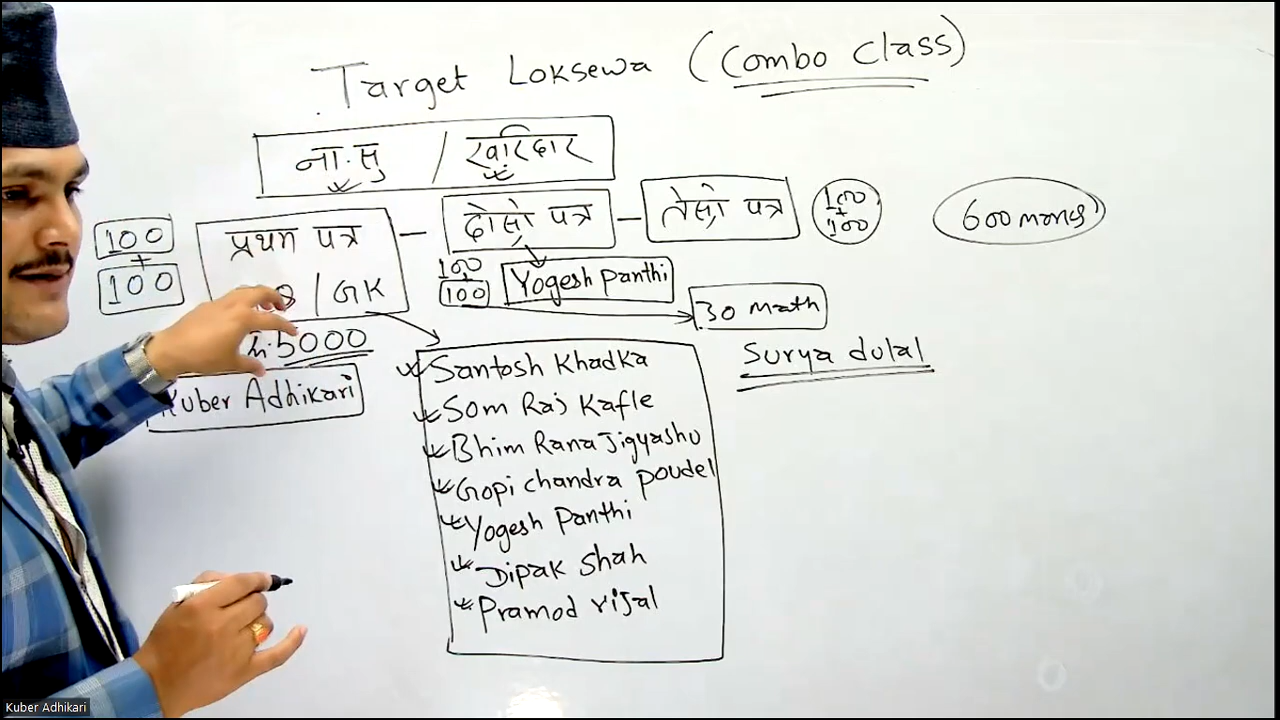 Target Loksewa (Combo Class)
ना.सु / खरिदार
प्रथम पत्र - दोस्रो पत्र - तेस्रो पत्र
100
+
100
100
+
100
600 marks
/ GK
100
100
Yogesh Panthi
30 Math
5000
Surya dulal
Kuber Adhikari
Santosh Khadka
Som Raj Kafle
Bhim Rana Jigyashu
Gopi chandra poudel
Yogesh Panthi
Dipak Shah
Pramod rijal
Kuber Adhikari